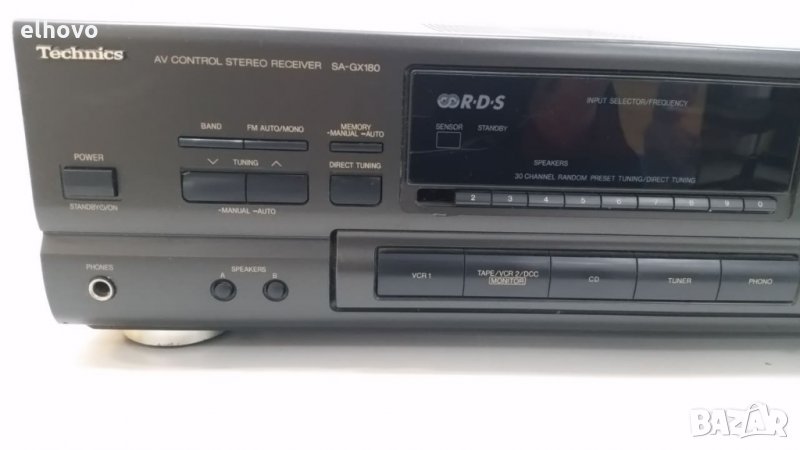 elhovo
Technics
AV CONTROL STEREO RECEIVER SA-GX180
R·D·S
INPUT SELECTOR/FREQUENCY
SENSOR
STANDBY
BAND
FM AUTO/MONO
MEMORY
-MANUAL -AUTO
TUNING
DIRECT TUNING
-MANUAL -AUTO
POWER
STANDBY⏻/ON
SPEAKERS
30 CHANNEL RANDOM PRESET TUNING/DIRECT TUNING
2 3 4 5 6 7 8 9 0
PHONES
SPEAKERS
A B
VCR 1
TAPE/VCR 2/DCC
MONITOR
CD
TUNER
PHONO
BAZAR